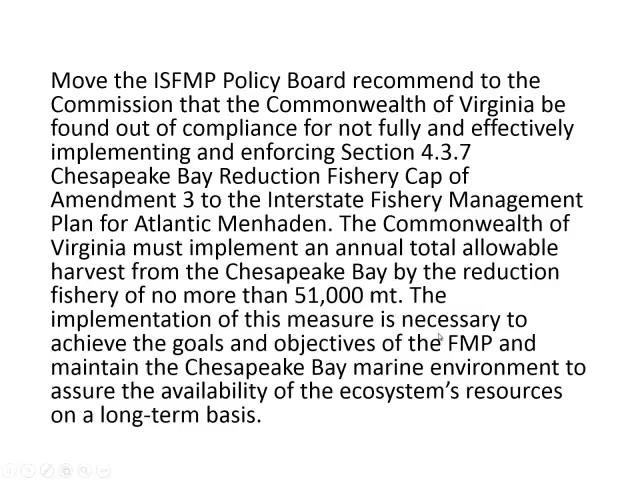 Move the ISFMP Policy Board recommend to the
Commission that the Commonwealth of Virginia be
found out of compliance for not fully and effectively
implementing and enforcing Section 4.3.7
Chesapeake Bay Reduction Fishery Cap of
Amendment 3 to the Interstate Fishery Management
Plan for Atlantic Menhaden. The Commonwealth of
Virginia must implement an annual total allowable
harvest from the Chesapeake Bay by the reduction
fishery of no more than 51,000 mt. The
implementation of this measure is necessary to
achieve the goals and objectives of the FMP and
maintain the Chesapeake Bay marine environment to
assure the availability of the ecosystem's resources
on a long-term basis.